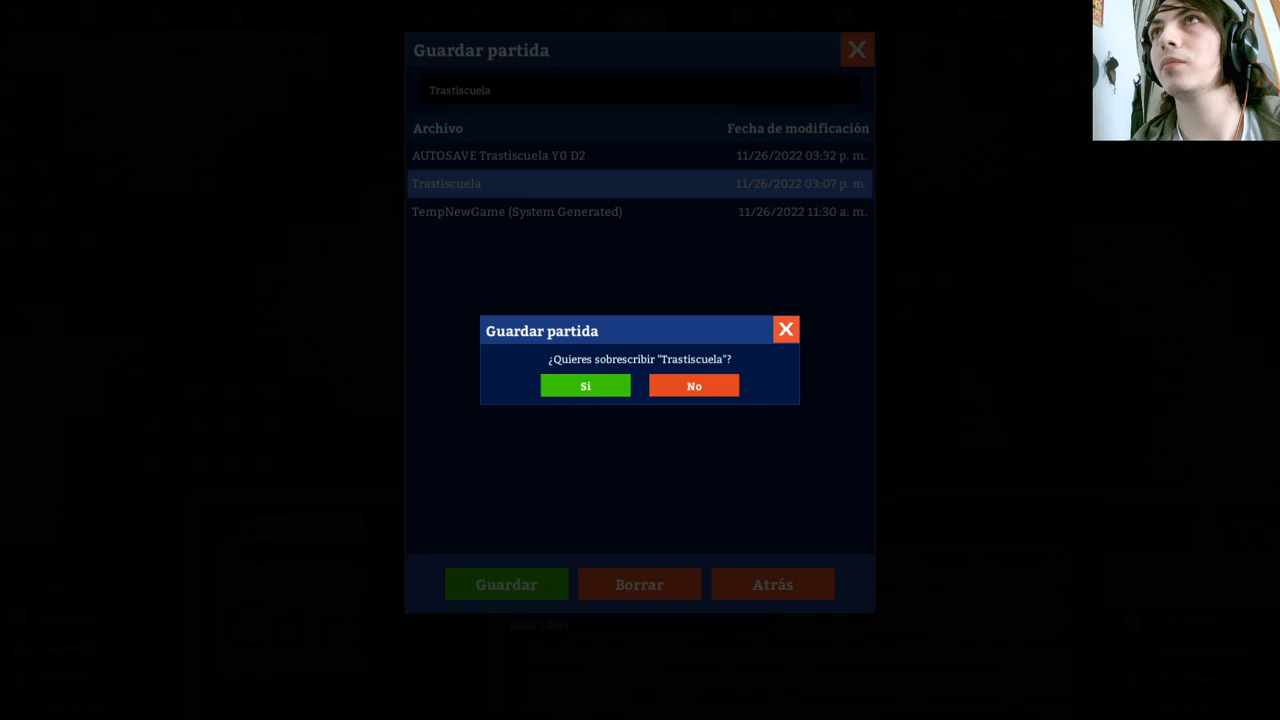 Guardar partida
X
Trastiscuela
Archivo Fecha de modificación
AUTOSAVE Trastiscuela Y0 D2 11/26/2022 03:32 p. m.
Trastiscuela 11/26/2022 03:07 p. m.
TempNewGame (System Generated) 11/26/2022 11:30 a. m.
Guardar partida
X
¿Quieres sobrescribir "Trastiscuela"?
Si No
Guardar Borrar Atrás